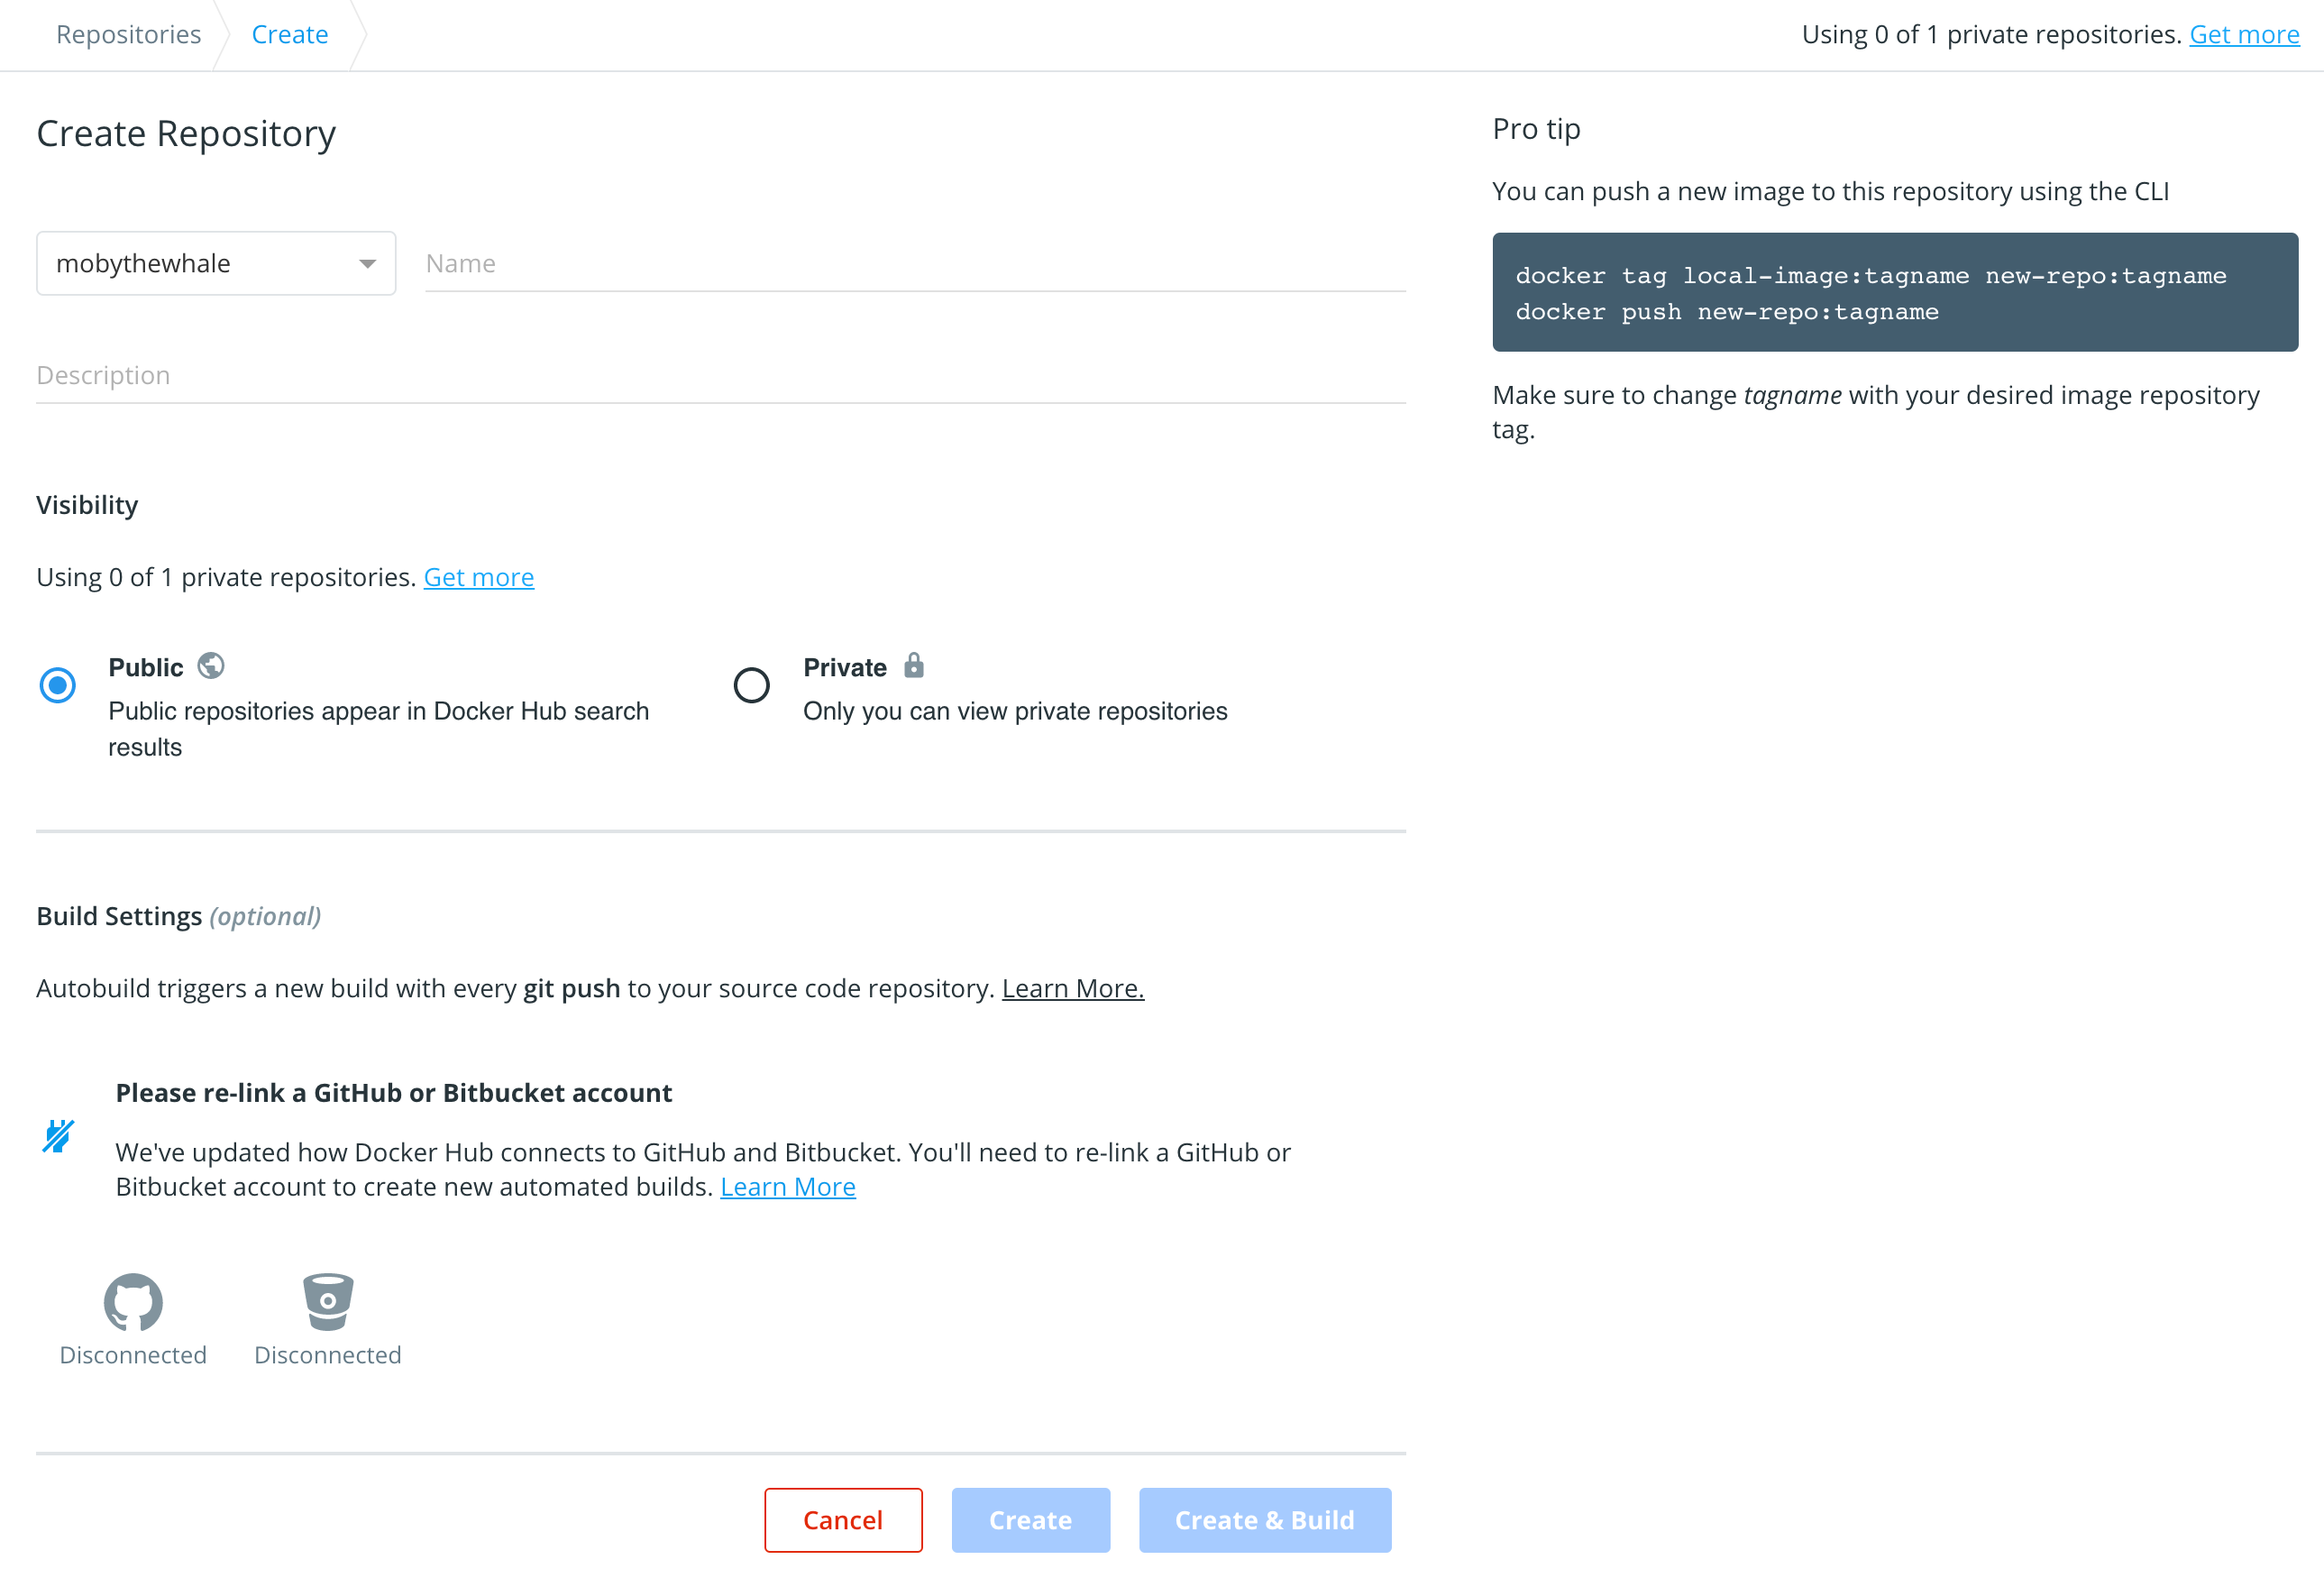 Repositories
Create
Using 0 of 1 private repositories. Get more
Create Repository
mobythewhale
Name
Description
Visibility
Using 0 of 1 private repositories. Get more
Public
Public repositories appear in Docker Hub search
results
Private
Only you can view private repositories
Build Settings (optional)
Autobuild triggers a new build with every git push to your source code repository. Learn More.
Please re-link a GitHub or Bitbucket account
We've updated how Docker Hub connects to GitHub and Bitbucket. You'll need to re-link a GitHub or
Bitbucket account to create new automated builds. Learn More
Disconnected
Disconnected
Cancel
Create
Create & Build
Pro tip
You can push a new image to this repository using the CLI
docker tag local-image:tagname new-repo:tagname
docker push new-repo:tagname
Make sure to change tagname with your desired image repository
tag.